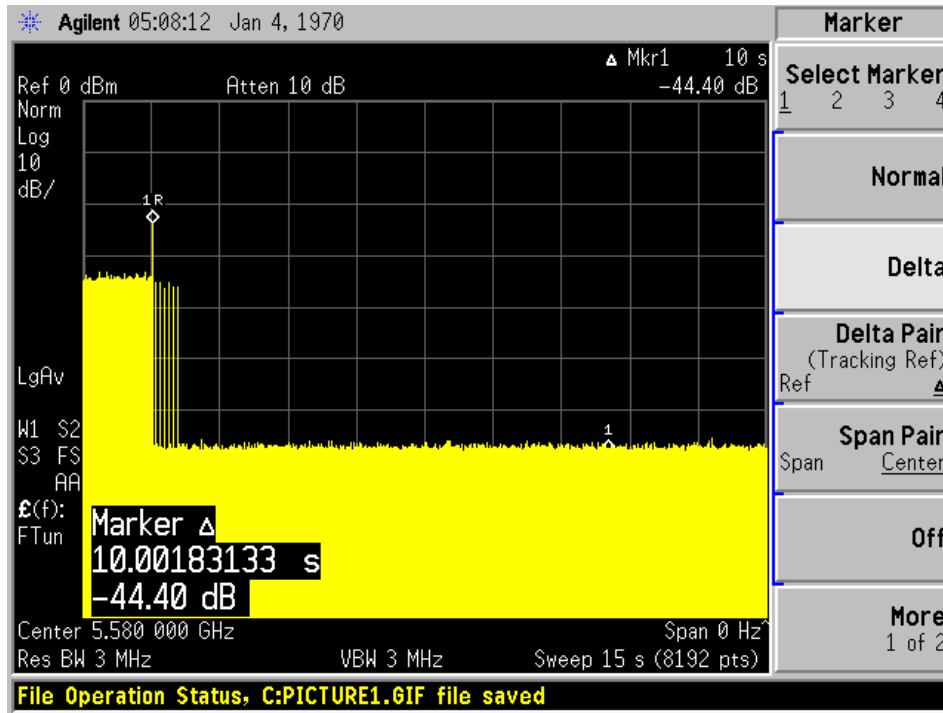 Agilent 05:08:12 Jan 4, 1970
Marker
Δ Mkr1 10 s
Ref 0 dBm Atten 10 dB -44.40 dB
Norm
Log
10
dB/
1R
LgAv
1
W1 S2
S3 FS
AA
£(f):
FTun
Marker Δ
10.00183133 s
-44.40 dB
Center 5.580 000 GHz Span 0 Hz^
Res BW 3 MHz VBW 3 MHz Sweep 15 s (8192 pts)
File Operation Status, C:PICTURE1.GIF file saved
Select Marker
1 2 3 4
Normal
Delta
Delta Pair
(Tracking Ref)
Ref Δ
Span Pair
Span Center
Off
More
1 of 2